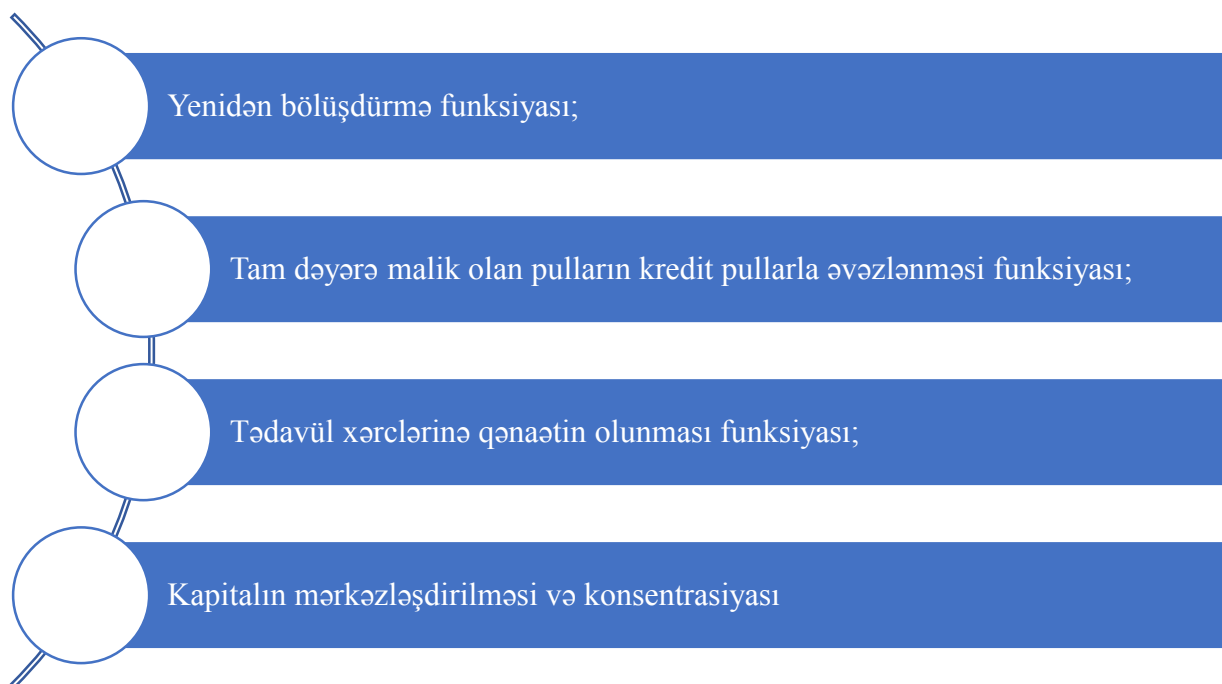 Yenidən bölüşdürmə funksiyası;
Tam dəyərə malik olan pulların kredit pullarla əvəzlənməsi funksiyası;
Tədavül xərclərinə qənaətin olunması funksiyası;
Kapitalın mərkəzləşdirilməsi və konsentrasiyası